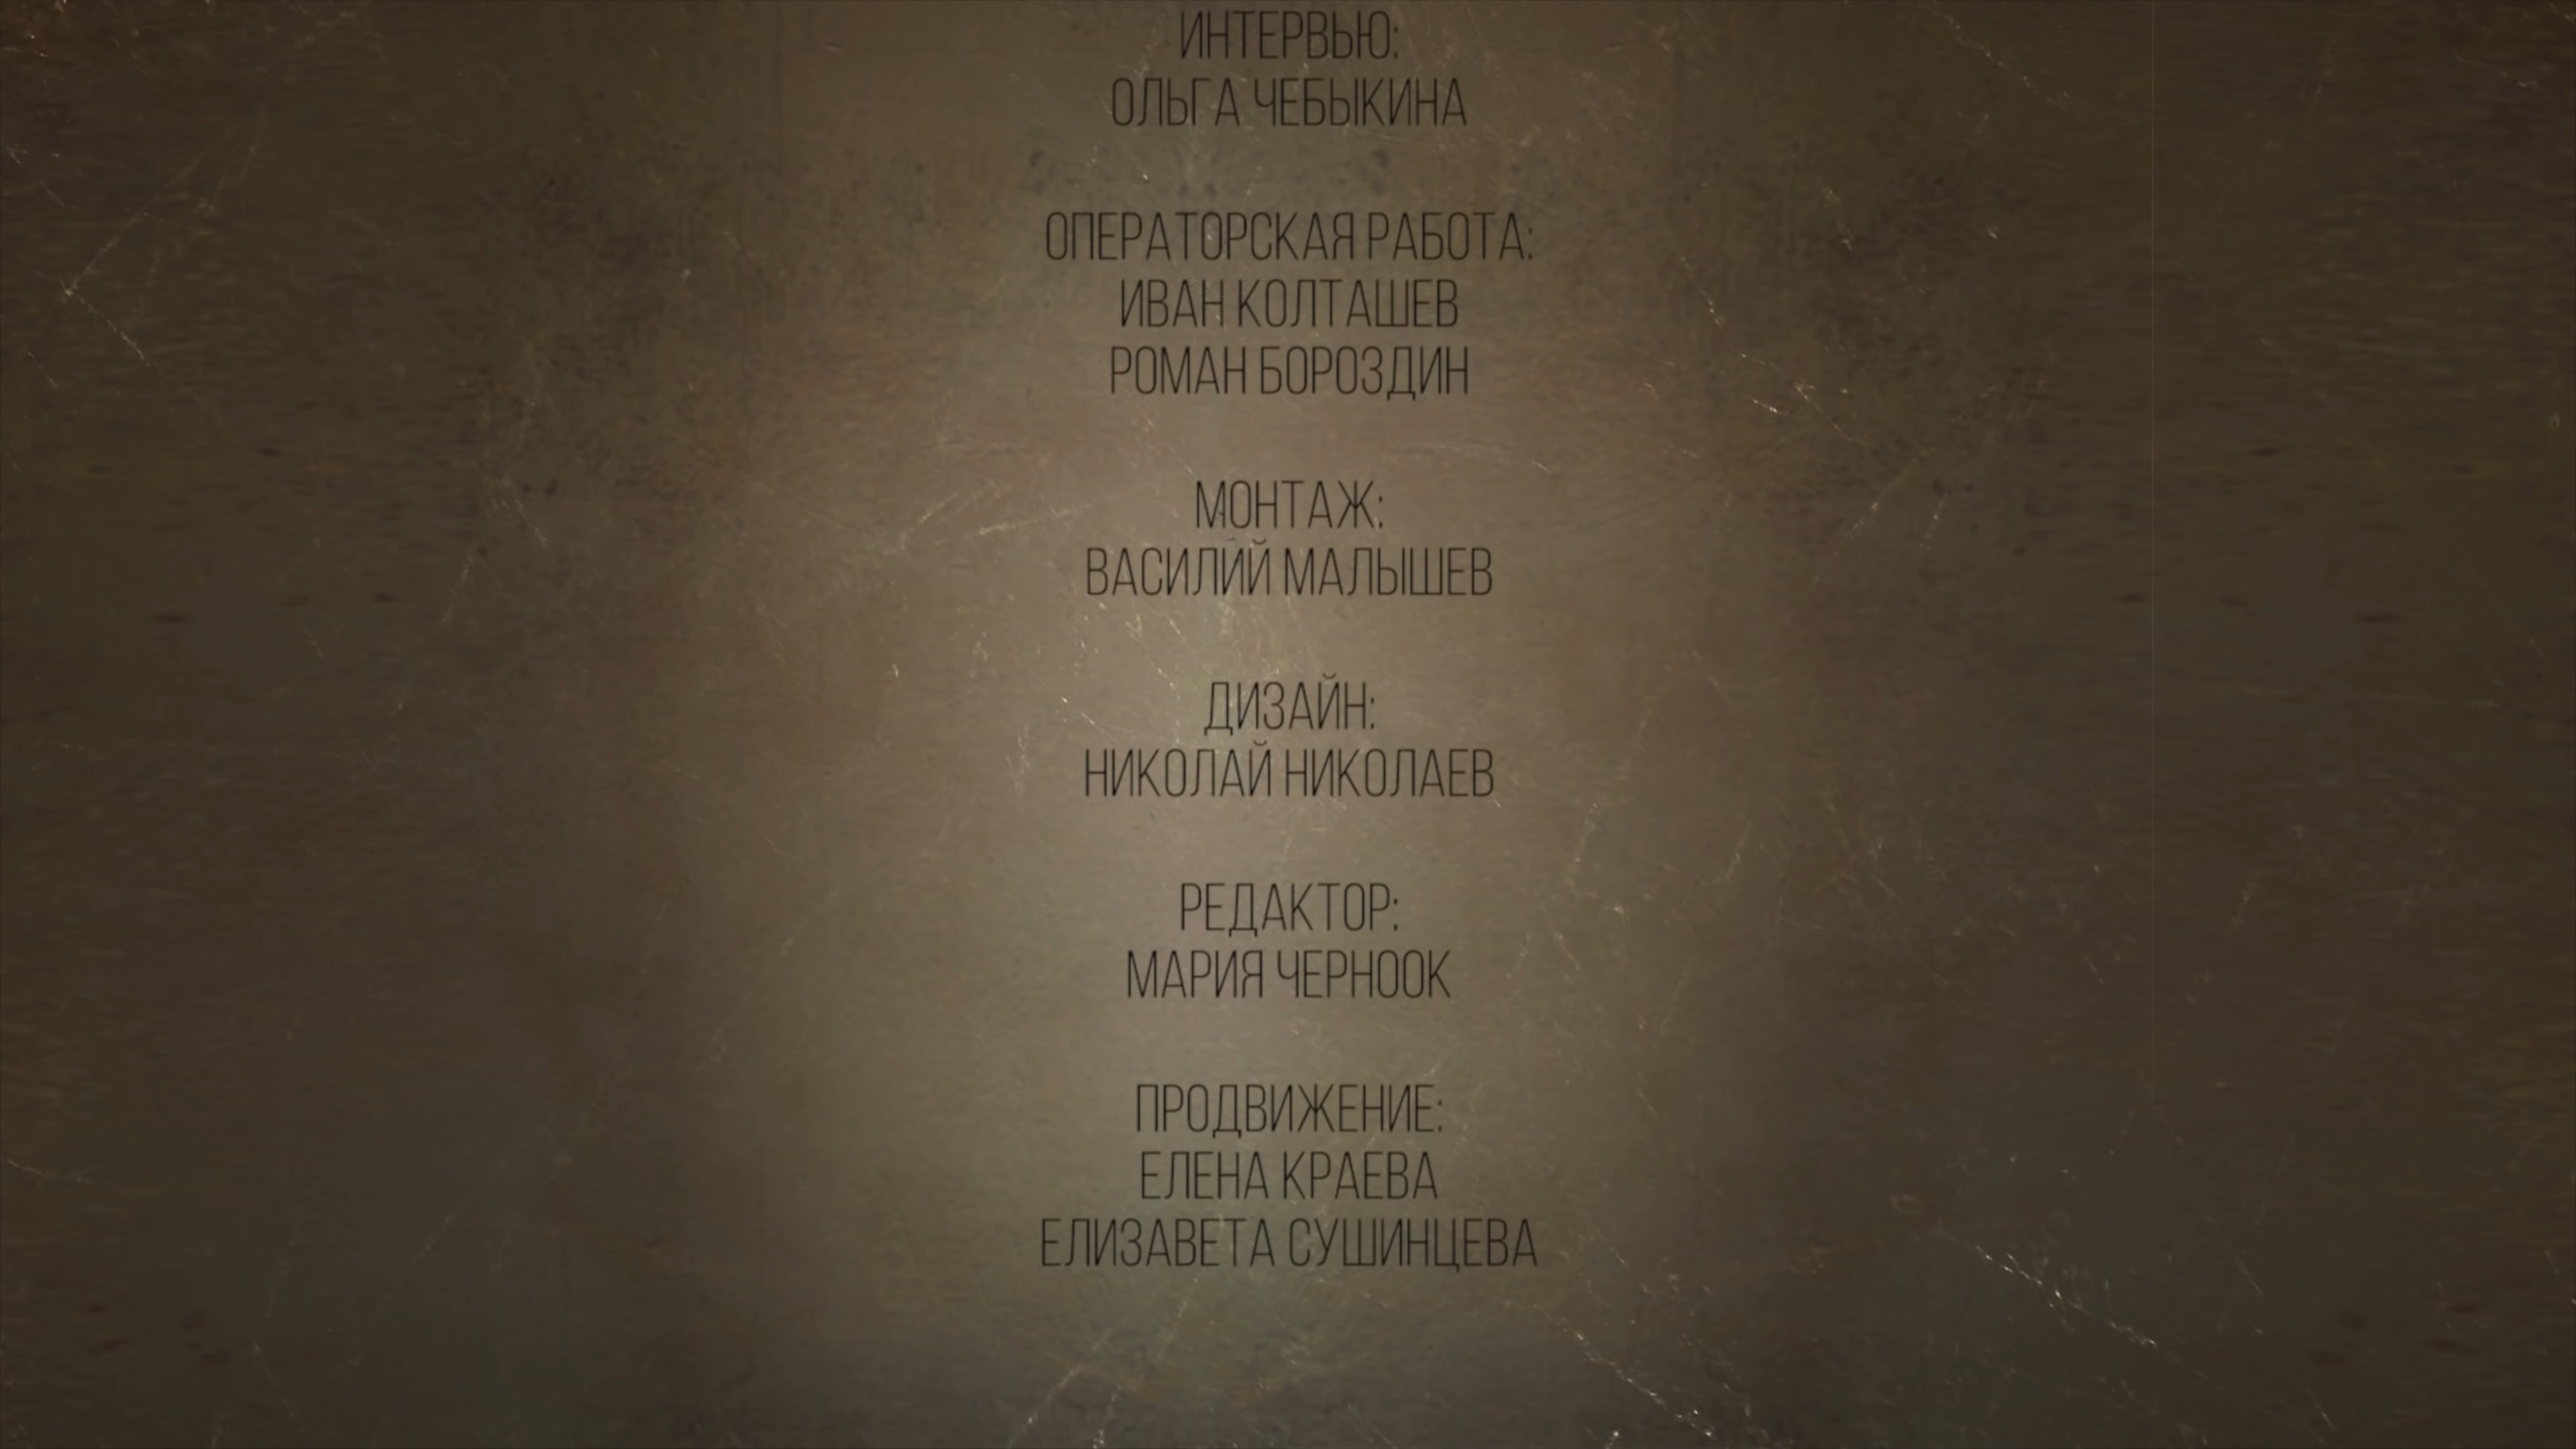 ИНТЕРВЬЮ:
ОЛЬГА ЧЕБЫКИНА
ОПЕРАТОРСКАЯ РАБОТА:
ИВАН КОЛТАШЕВ
РОМАН БОРОЗДИН
МОНТАЖ:
ВАСИЛИЙ МАЛЫШЕВ
ДИЗАЙН:
НИКОЛАЙ НИКОЛАЕВ
РЕДАКТОР:
МАРИЯ ЧЕРНООК
ПРОДВИЖЕНИЕ:
ЕЛЕНА КРАЕВА
ЕЛИЗАВЕТА СУШИНЦЕВА